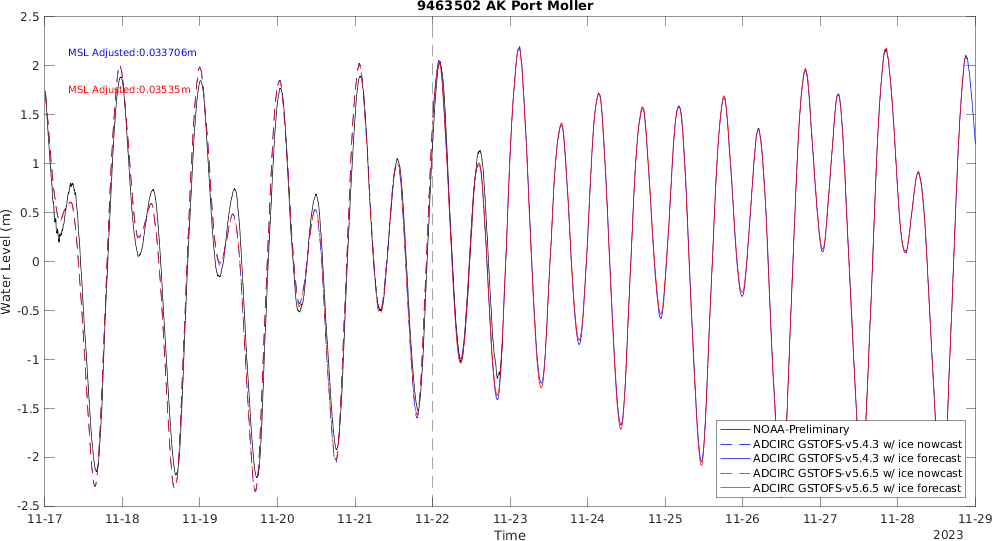 9463502 AK Port Moller
MSL Adjusted:0.033706m
MSL Adjusted:0.03535m
Water Level (m)
2.5
2
1.5
1
0.5
0
-0.5
-1
-1.5
-2
-2.5
NOAA-Preliminary
ADCIRC GSTOFS-v5.4.3 w/ ice nowcast
ADCIRC GSTOFS-v5.4.3 w/ ice forecast
ADCIRC GSTOFS-v5.6.5 w/ ice nowcast
ADCIRC GSTOFS-v5.6.5 w/ ice forecast
11-17 11-18 11-19 11-20 11-21 11-22 11-23 11-24 11-25 11-26 11-27 11-28 11-29
Time
2023